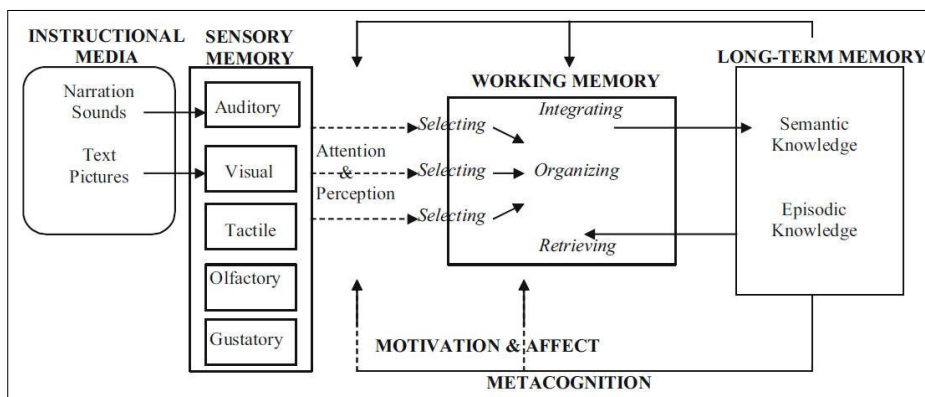 INSTRUCTIONAL
MEDIA
Narration
Sounds
Text
Pictures
SENSORY
MEMORY
Auditory
Visual
Tactile
Olfactory
Gustatory
Attention
&
Perception
Selecting
Selecting
Selecting
WORKING MEMORY
Integrating
Organizing
Retrieving
LONG-TERM MEMORY
Semantic
Knowledge
Episodic
Knowledge
MOTIVATION & AFFECT
METACOGNITION